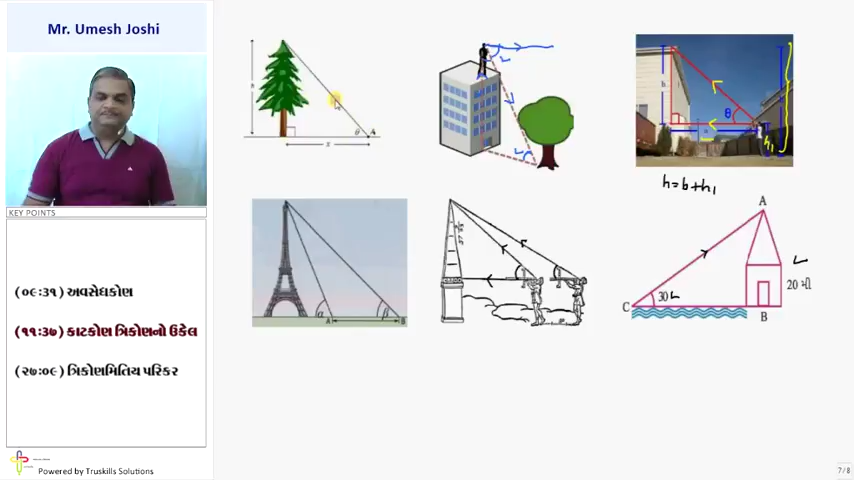 Mr. Umesh Joshi
KEY POINTS
(૦૯:૩૧) અવસેધકોણ
(૧૧:૩૭) કાટકોણ ત્રિકોણનો ઉકેલ
(૨૭:૦૯) ત્રિકોણમિતિય પરિકર
Powered by Truskills Solutions
h
θ A
x
h
θ
h₁
h = b + h₁
α β
A B
A
30
C
B
20 મી
7 / 8